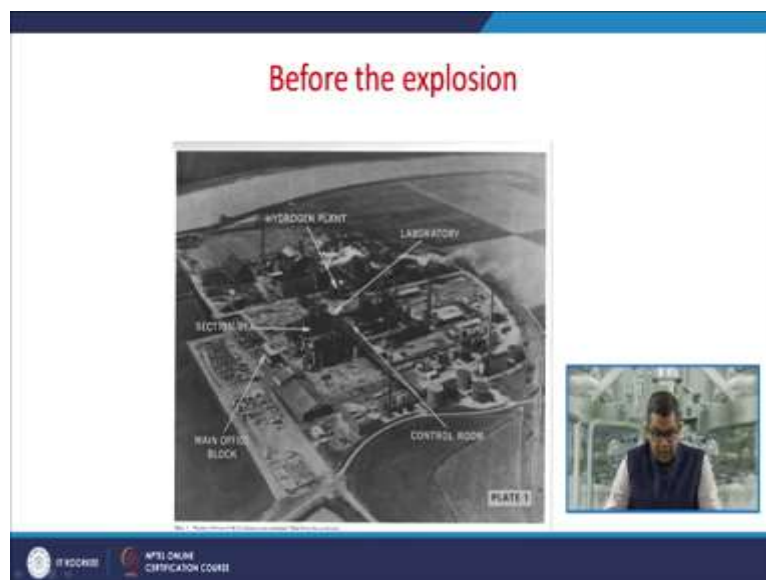 Before the explosion
HYDROGEN PLANT
LABORATORY
SECTION
MAIN OFFICE
BLOCK
CONTROL ROOM
PLATE 1
IIT ROORKEE
NPTEL ONLINE
CERTIFICATION COURSE